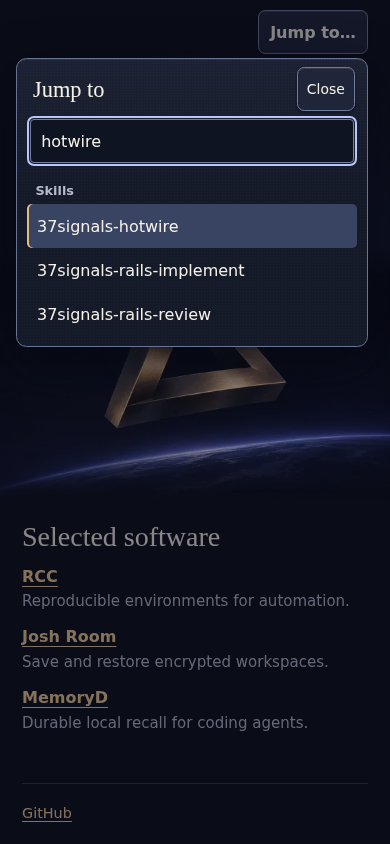 Jump to...
Jump to
Close
hotwire
Skills
37signals-hotwire
37signals-rails-implement
37signals-rails-review
Selected software
RCC
Reproducible environments for automation.
Josh Room
Save and restore encrypted workspaces.
MemoryD
Durable local recall for coding agents.
GitHub